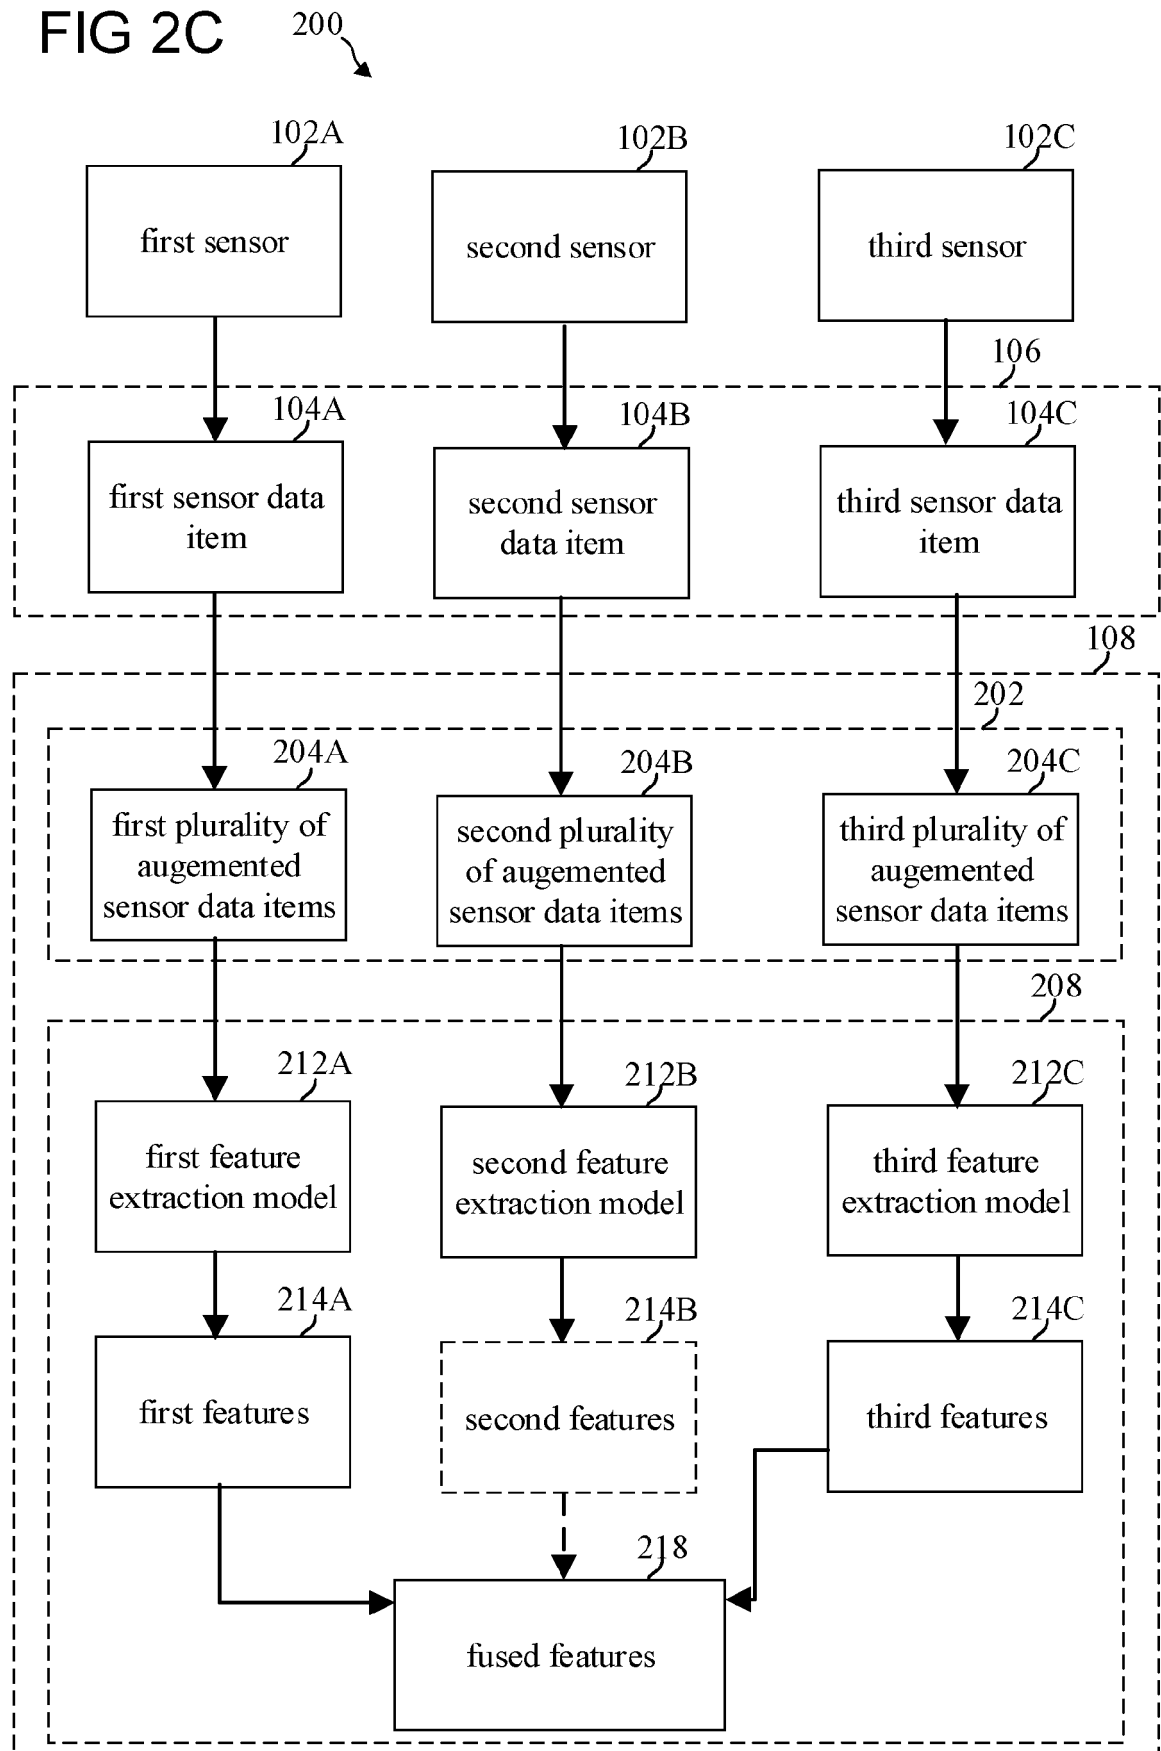 FIG 2C
200
102A
102B
102C
first sensor
second sensor
third sensor
106
104A
104B
104C
first sensor data
item
second sensor
data item
third sensor data
item
108
202
204A
204B
204C
first plurality of
augemented
sensor data items
second plurality
of augemented
sensor data items
third plurality of
augemented
sensor data items
208
212A
212B
212C
first feature
extraction model
second feature
extraction model
third feature
extraction model
214A
214B
214C
first features
second features
third features
218
fused features